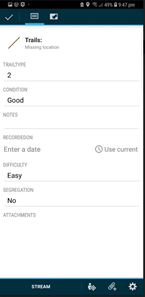 49% 9:47 pm
Trails:
Missing location
TRAILTYPE
2
CONDITION
Good
NOTES
RECORDEDON
Enter a date Use current
DIFFICULTY
Easy
SEGREGATION
No
ATTACHMENTS
STREAM